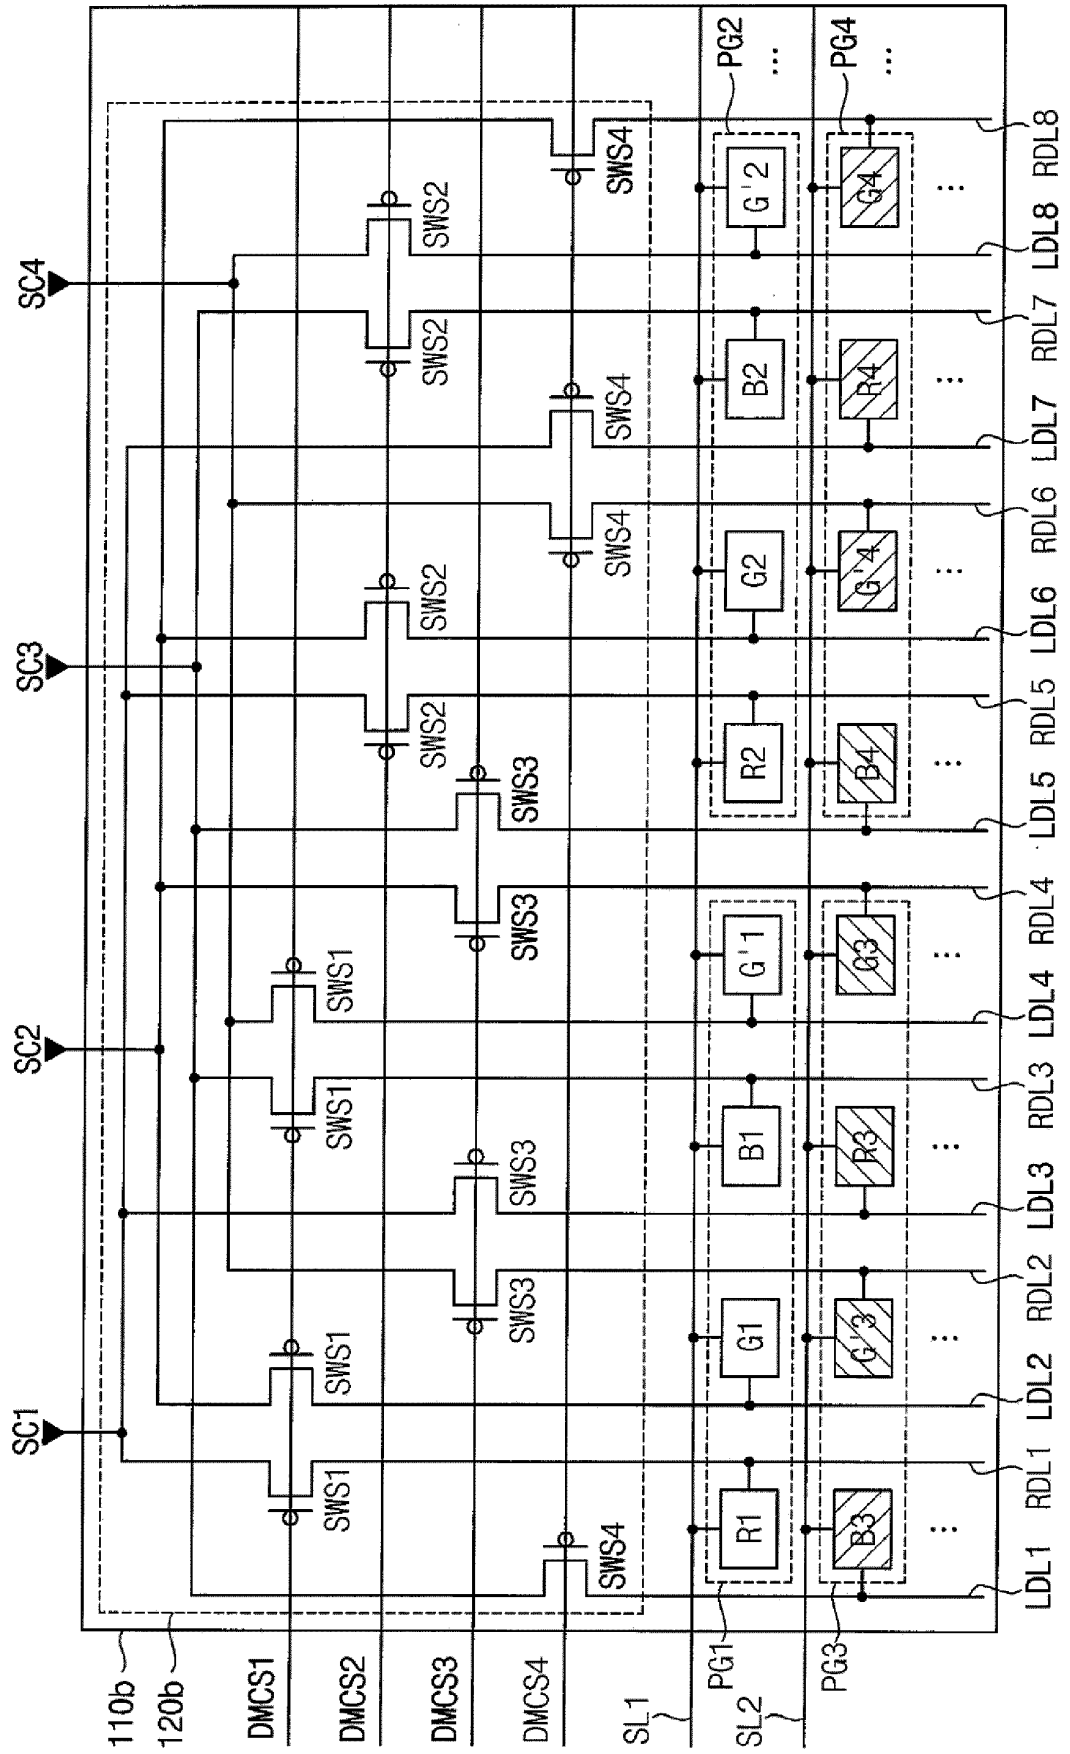 SC1 SC2 SC3 SC4
110b
120b
DMCS1
SWS1 SWS1 SWS1 SWS1
DMCS2
SWS2 SWS2 SWS2 SWS2
DMCS3
SWS3 SWS3 SWS3 SWS3
DMCS4
SWS4 SWS4 SWS4 SWS4
SL1
PG1 PG2
R1 G1 B1 G'1 R2 G2 B2 G'2 ...
SL2
PG3 PG4
B3 G'3 R3 G3 B4 G'4 R4 G4 ...
... ... ... ... ... ... ... ...
LDL1 RDL1 LDL2 RDL2 LDL3 RDL3 LDL4 RDL4 LDL5 RDL5 LDL6 RDL6 LDL7 RDL7 LDL8 RDL8